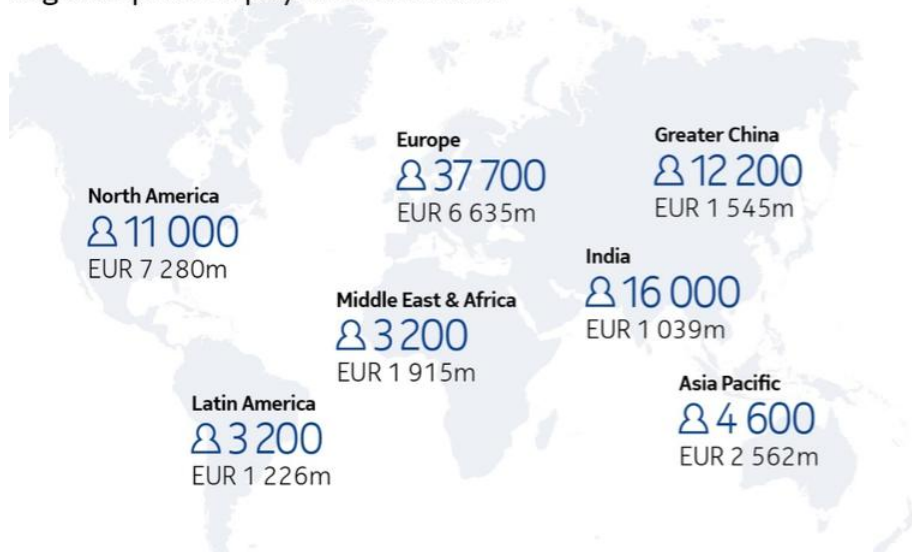 North America
11 000
EUR 7 280m
Europe
37 700
EUR 6 635m
Greater China
12 200
EUR 1 545m
India
16 000
EUR 1 039m
Middle East & Africa
3 200
EUR 1 915m
Latin America
3 200
EUR 1 226m
Asia Pacific
4 600
EUR 2 562m